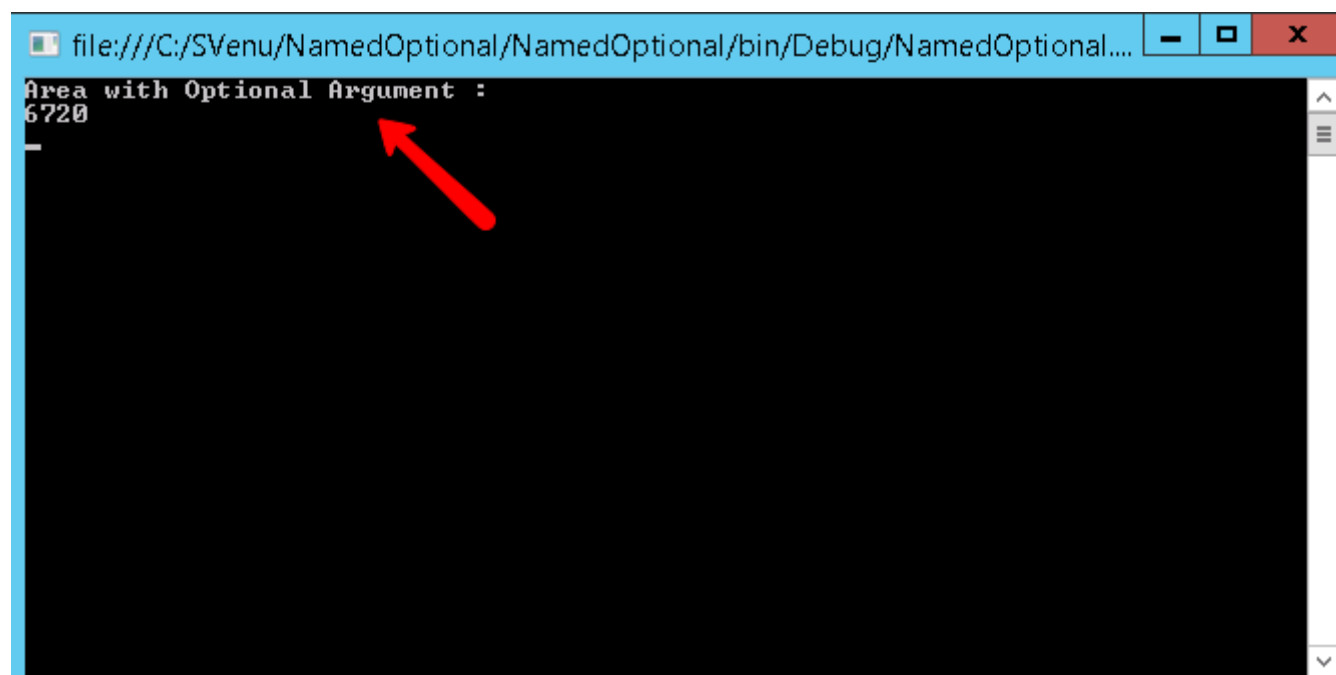 file:///C:/SVenu/NamedOptional/NamedOptional/bin/Debug/NamedOptional....
Area with Optional Argument :
6720